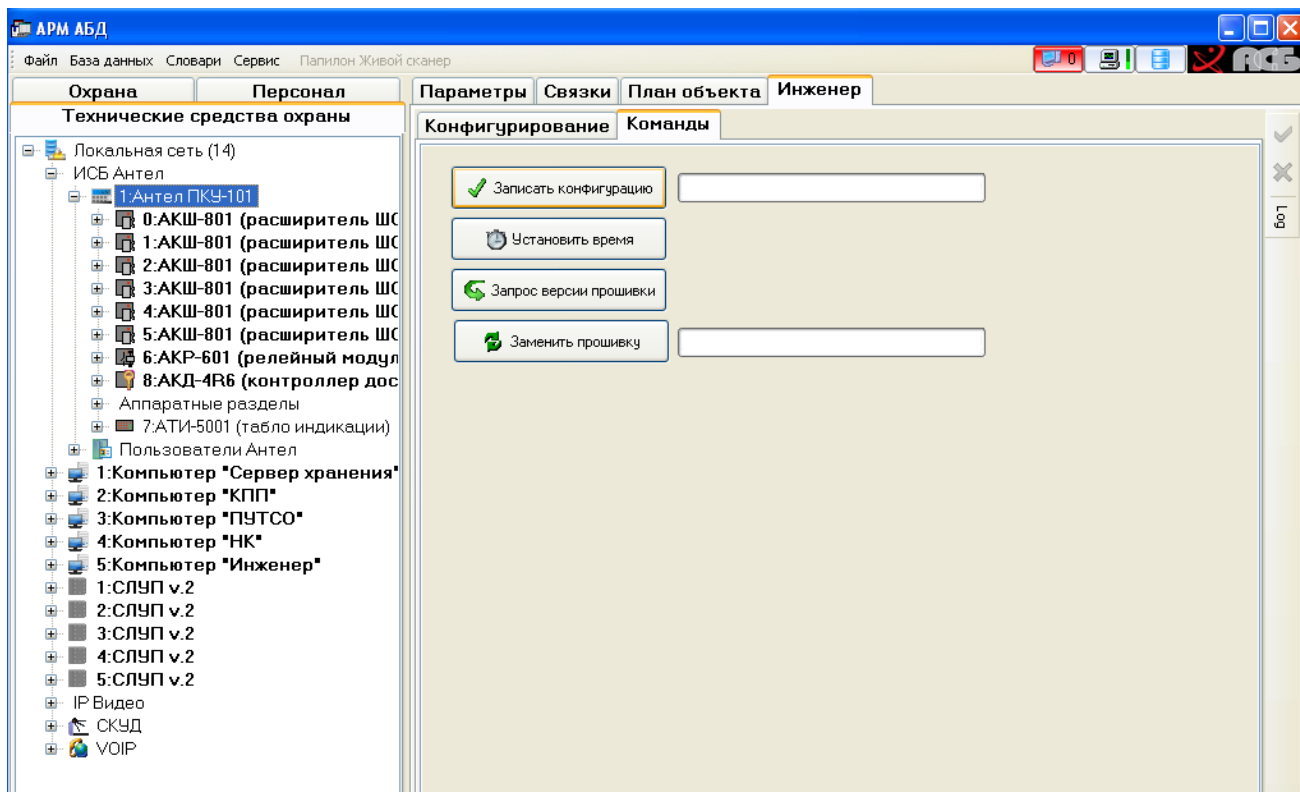 АРМ АБД
Файл База данных Словари Сервис Папилон Живой сканер
0
ACG
Охрана Персонал
Технические средства охраны
Параметры Связки План объекта Инженер
Конфигурирование Команды
Локальная сеть (14)
ИСБ Антел
1:Антел ПКУ-101
0:АКШ-801 (расширитель ШС
1:АКШ-801 (расширитель ШС
2:АКШ-801 (расширитель ШС
3:АКШ-801 (расширитель ШС
4:АКШ-801 (расширитель ШС
5:АКШ-801 (расширитель ШС
6:АКР-601 (релейный модул
8:АКД-4R6 (контроллер дос
Аппаратные разделы
7:АТИ-5001 (табло индикации)
Пользователи Антел
1:Компьютер "Сервер хранения"
2:Компьютер "КПП"
3:Компьютер "ПУТСО"
4:Компьютер "НК"
5:Компьютер "Инженер"
1:СЛУП v.2
2:СЛУП v.2
3:СЛУП v.2
4:СЛУП v.2
5:СЛУП v.2
IP Видео
СКУД
VOIP
Записать конфигурацию
Установить время
Запрос версии прошивки
Заменить прошивку
Log